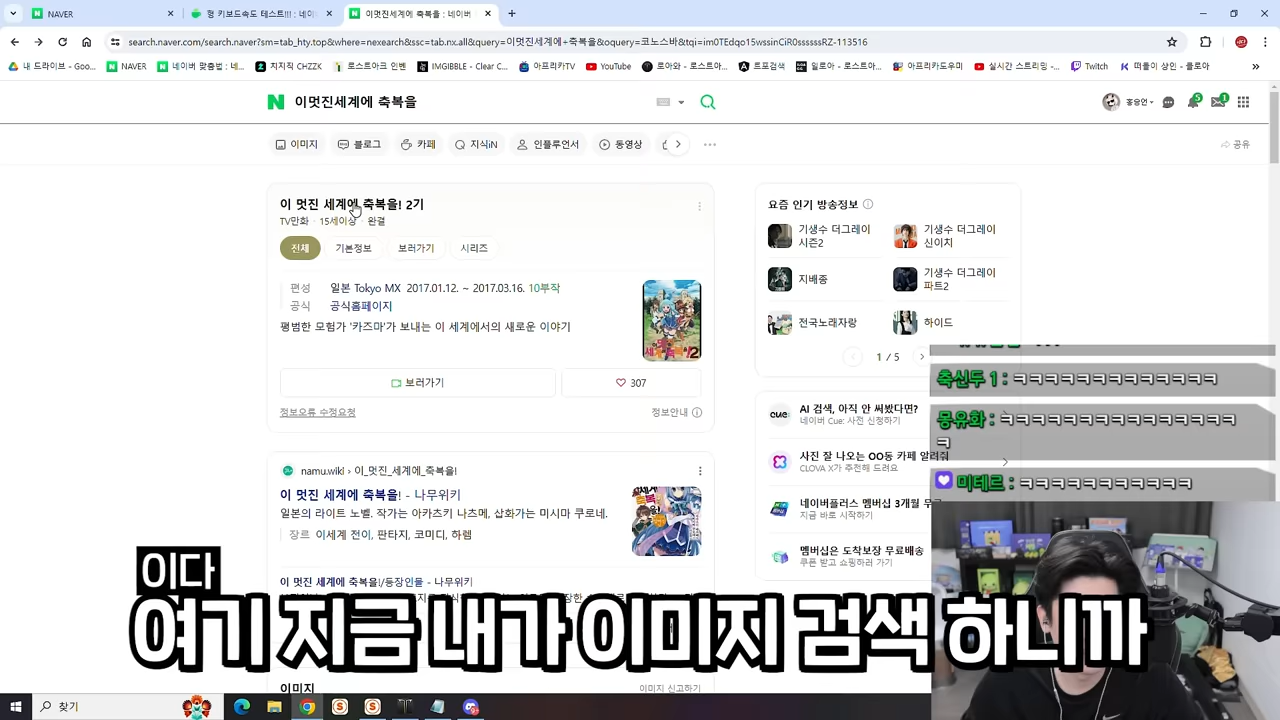 NAVER
형 키보드속도 테스트!!! ; 네이
이멋진세계에 축복을 ; 네이버
search.naver.com/search.naver?sm=tab_hty.top&where=nexearch&ssc=tab.nx.all&query=이멋진세계에+축복을&oquery=코노스바&tqi=im0TEdqo15wssinCiR0ssssssRZ-113516
내 드라이브 - Goo...
NAVER
네이버 맞춤법 : 네...
치지직 CHZZK
로스트아크 인벤
IMGIBBLE - Clear C...
아프리카TV
YouTube
로아와 - 로스트아...
트포검색
일로아 - 로스트아...
아프리카도우미
실시간 스트리밍 -...
Twitch
떠돌이 상인 - 클로아
이멋진세계에 축복을
홍승언
5
1
이미지
블로그
카페
지식iN
인플루언서
동영상
공유
이 멋진 세계에 축복을! 2기
TV만화 · 15세이상 · 완결
전체
기본정보
보러가기
시리즈
편성 일본 Tokyo MX 2017.01.12. ~ 2017.03.16. 10부작
공식 공식홈페이지
평범한 모험가 '카즈마'가 보내는 이 세계에서의 새로운 이야기
보러가기
307
정보오류 수정요청
정보안내
namu.wiki › 이_멋진_세계에_축복을!
이 멋진 세계에 축복을! - 나무위키
일본의 라이트 노벨. 작가는 아카츠키 나츠메, 삽화가는 미시마 쿠로네.
장르 이세계 전이, 판타지, 코미디, 하렘
이 멋진 세계에 축복을!/등장인물 - 나무위키
이미지
이미지 신고하기
요즘 인기 방송정보
기생수 더그레이 시즌2
기생수 더그레이 신이치
지배종
기생수 더그레이 파트2
전국노래자랑
하이드
1 / 5
cue:
AI 검색, 아직 안 써봤다면?
네이버 Cue: 사전 신청하기
사진 잘 나오는 OO동 카페 알려줘
CLOVA X가 추천해 드려요
네이버플러스 멤버십 3개월 무료
지금 바로 시작하기
멤버십은 도착보장 무료배송
쿠폰 받고 쇼핑하러 가기
축신두 1 : ㅋㅋㅋㅋㅋㅋㅋㅋㅋㅋㅋㅋㅋ
몽유화 : ㅋㅋㅋㅋㅋㅋㅋㅋㅋㅋㅋㅋㅋㅋㅋ
ㅋ
미테르 : ㅋㅋㅋㅋㅋㅋㅋㅋㅋㅋㅋ
이다
여기 지금 내가 이미지 검색 하니까
찾기